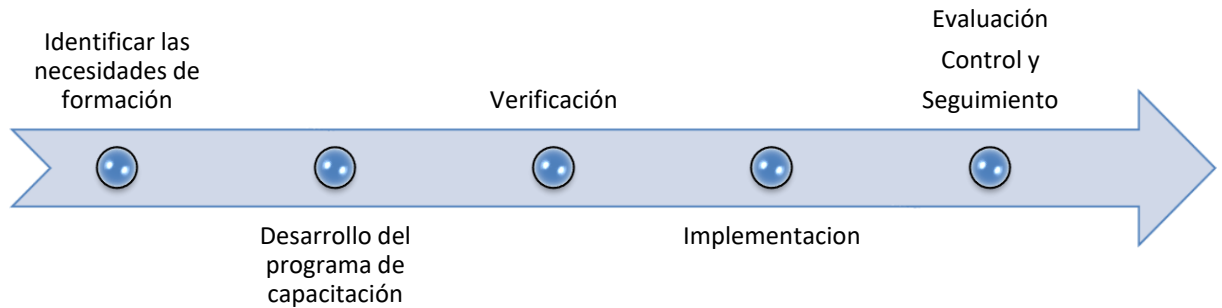 Identificar las
necesidades de
formación
Desarrollo del
programa de
capacitación
Verificación
Implementacion
Evaluación
Control y
Seguimiento